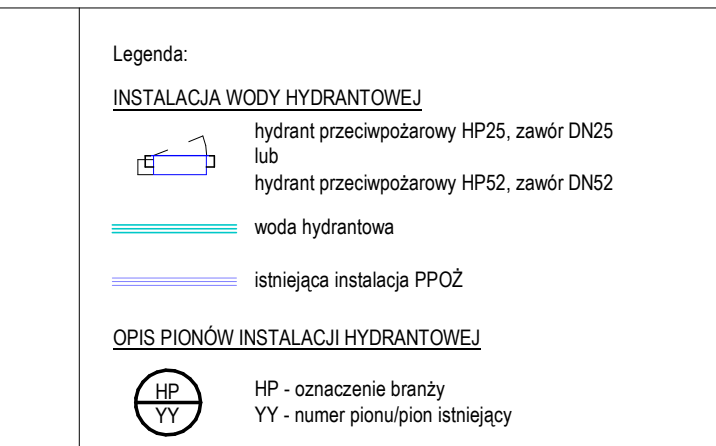 Legenda:
INSTALACJA WODY HYDRANTOWEJ
hydrant przeciwpożarowy HP25, zawór DN25
lub
hydrant przeciwpożarowy HP52, zawór DN52
woda hydrantowa
istniejąca instalacja PPOŻ
OPIS PIONÓW INSTALACJI HYDRANTOWEJ
HP
YY
HP - oznaczenie branży
YY - numer pionu/pion istniejący